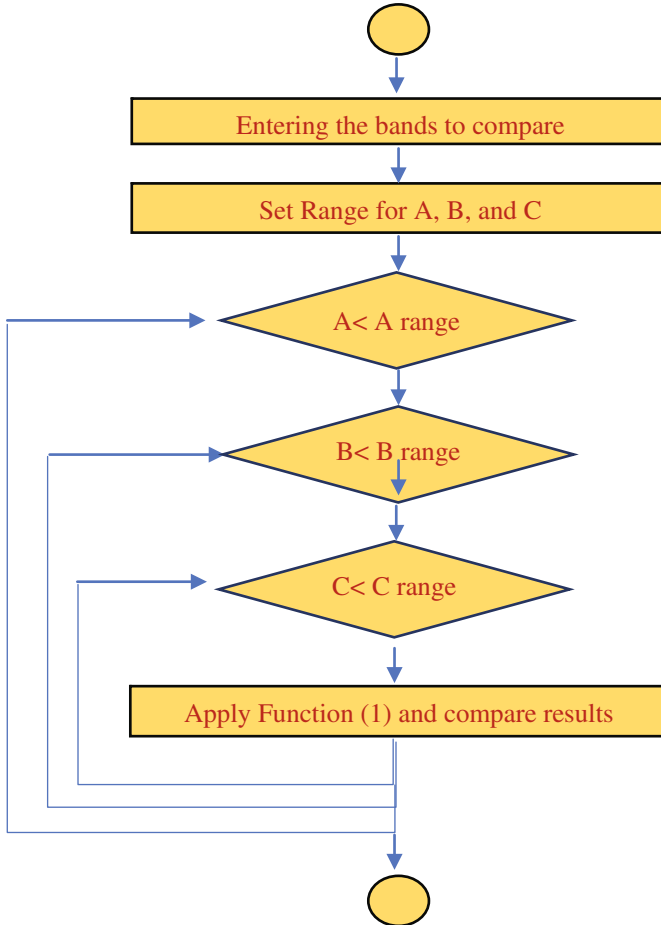 Entering the bands to compare
Set Range for A, B, and C
A< A range
B< B range
C< C range
Apply Function (1) and compare results